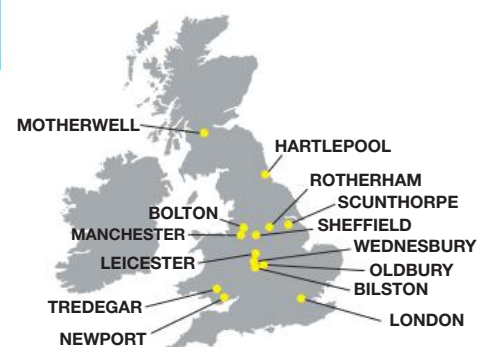 MOTHERWELL
HARTLEPOOL
ROTHERHAM
SCUNTHORPE
BOLTON
SHEFFIELD
MANCHESTER
WEDNESBURY
LEICESTER
OLDBURY
BILSTON
TREDEGAR
LONDON
NEWPORT